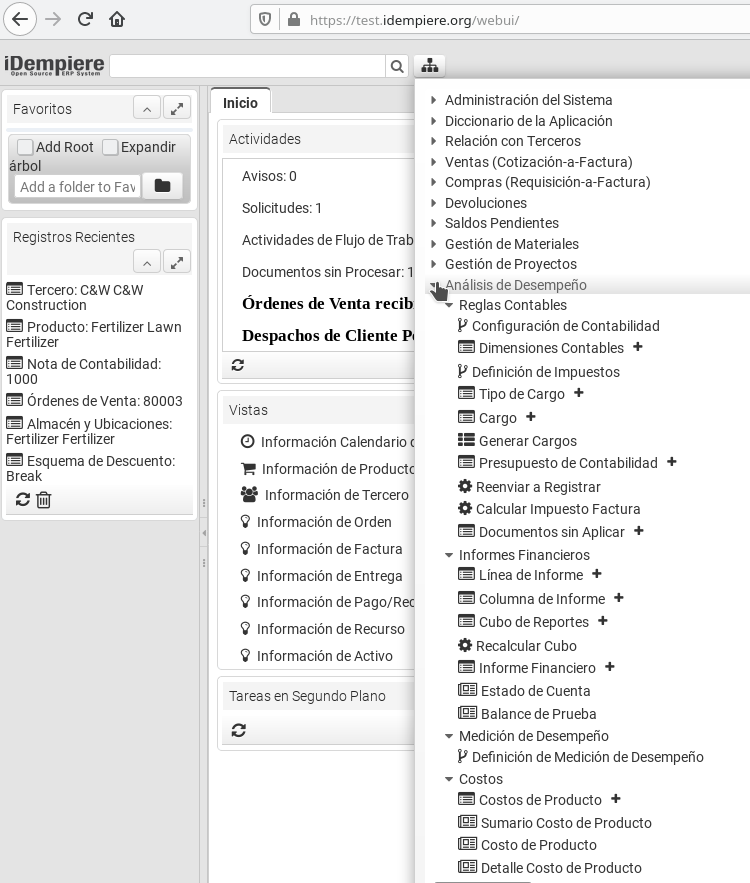 https://test.idempiere.org/webui/
iDempiere
Open Source ERP System
Favoritos
Add Root
Expandir
árbol
Add a folder to Fav
Registros Recientes
Tercero: C&W C&W
Construction
Producto: Fertilizer Lawn
Fertilizer
Nota de Contabilidad:
1000
Órdenes de Venta: 80003
Almacén y Ubicaciones:
Fertilizer Fertilizer
Esquema de Descuento:
Break
Inicio
Actividades
Avisos: 0
Solicitudes: 1
Actividades de Flujo de Trab
Documentos sin Procesar: 1
Órdenes de Venta recib
Despachos de Cliente Pe
Vistas
Información Calendario d
Información de Producto
Información de Tercero
Información de Orden
Información de Factura
Información de Entrega
Información de Pago/Rec
Información de Recurso
Información de Activo
Tareas en Segundo Plano
Administración del Sistema
Diccionario de la Aplicación
Relación con Terceros
Ventas (Cotización-a-Factura)
Compras (Requisición-a-Factura)
Devoluciones
Saldos Pendientes
Gestión de Materiales
Gestión de Proyectos
Análisis de Desempeño
Reglas Contables
Configuración de Contabilidad
Dimensiones Contables +
Definición de Impuestos
Tipo de Cargo +
Cargo +
Generar Cargos
Presupuesto de Contabilidad +
Reenviar a Registrar
Calcular Impuesto Factura
Documentos sin Aplicar +
Informes Financieros
Línea de Informe +
Columna de Informe +
Cubo de Reportes +
Recalcular Cubo
Informe Financiero +
Estado de Cuenta
Balance de Prueba
Medición de Desempeño
Definición de Medición de Desempeño
Costos
Costos de Producto +
Sumario Costo de Producto
Costo de Producto
Detalle Costo de Producto